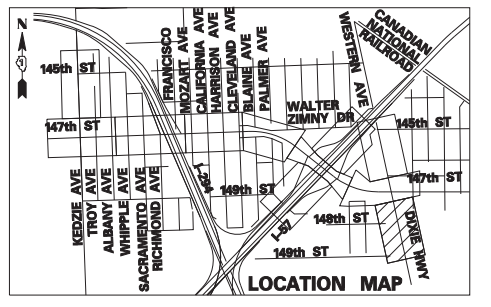 N
FRANCISCO
MOZART AVE
CALIFORNIA AVE
HARRISON AVE
CLEVELAND AVE
BLAINE AVE
PALMER AVE
WESTERN AVE
CANADIAN
NATIONAL
RAILROAD
145th ST
WALTER
ZIMNY DR
147th ST
145th ST
I-294
149th ST
147th ST
KEDZIE AVE
TROY AVE
ALBANY AVE
WHIPPLE AVE
SACRAMENTO AVE
RICHMOND AVE
I-57
148th ST
DIXIE HWY
149th ST
LOCATION MAP